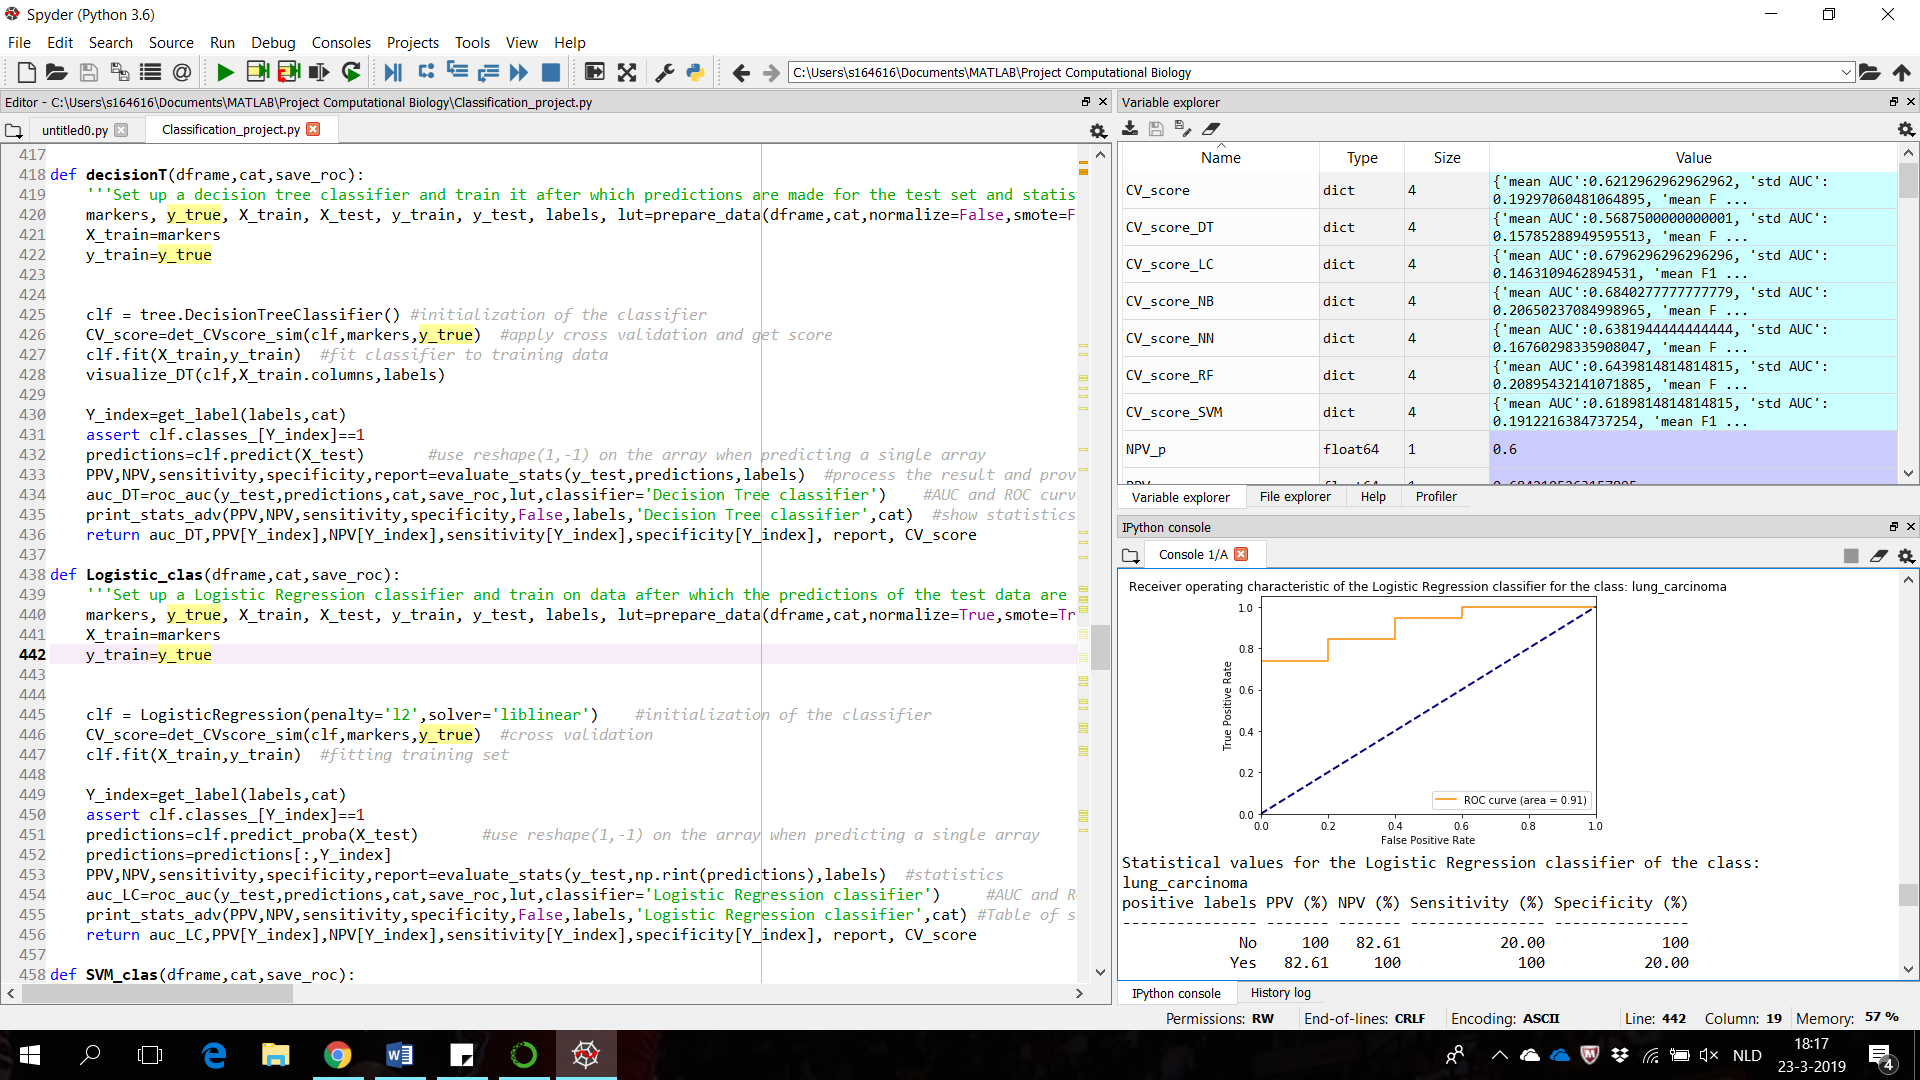 Spyder (Python 3.6)
File Edit Search Source Run Debug Consoles Projects Tools View Help
C:\Users\s164616\Documents\MATLAB\Project Computational Biology
Editor - C:\Users\s164616\Documents\MATLAB\Project Computational Biology\Classification_project.py
untitled0.py Classification_project.py
417
418 def decisionT(dframe,cat,save_roc):
419     '''Set up a decision tree classifier and train it after which predictions are made for the test set and statis
420     markers, y_true, X_train, X_test, y_train, y_test, labels, lut=prepare_data(dframe,cat,normalize=False,smote=F
421     X_train=markers
422     y_train=y_true
423
424
425     clf = tree.DecisionTreeClassifier() #initialization of the classifier
426     CV_score=det_CVscore_sim(clf,markers,y_true)  #apply cross validation and get score
427     clf.fit(X_train,y_train)  #fit classifier to training data
428     visualize_DT(clf,X_train.columns,labels)
429
430     Y_index=get_label(labels,cat)
431     assert clf.classes_[Y_index]==1
432     predictions=clf.predict(X_test)       #use reshape(1,-1) on the array when predicting a single array
433     PPV,NPV,sensitivity,specificity,report=evaluate_stats(y_test,predictions,labels)  #process the result and prov
434     auc_DT=roc_auc(y_test,predictions,cat,save_roc,lut,classifier='Decision Tree classifier')    #AUC and ROC curv
435     print_stats_adv(PPV,NPV,sensitivity,specificity,False,labels,'Decision Tree classifier',cat)  #show statistics
436     return auc_DT,PPV[Y_index],NPV[Y_index],sensitivity[Y_index],specificity[Y_index], report, CV_score
437
438 def Logistic_clas(dframe,cat,save_roc):
439     '''Set up a Logistic Regression classifier and train on data after which the predictions of the test data are
440     markers, y_true, X_train, X_test, y_train, y_test, labels, lut=prepare_data(dframe,cat,normalize=True,smote=Tr
441     X_train=markers
442     y_train=y_true
443
444
445     clf = LogisticRegression(penalty='l2',solver='liblinear')    #initialization of the classifier
446     CV_score=det_CVscore_sim(clf,markers,y_true)  #cross validation
447     clf.fit(X_train,y_train)  #fitting training set
448
449     Y_index=get_label(labels,cat)
450     assert clf.classes_[Y_index]==1
451     predictions=clf.predict_proba(X_test)       #use reshape(1,-1) on the array when predicting a single array
452     predictions=predictions[:,Y_index]
453     PPV,NPV,sensitivity,specificity,report=evaluate_stats(y_test,np.rint(predictions),labels)  #statistics
454     auc_LC=roc_auc(y_test,predictions,cat,save_roc,lut,classifier='Logistic Regression classifier')     #AUC and R
455     print_stats_adv(PPV,NPV,sensitivity,specificity,False,labels,'Logistic Regression classifier',cat) #Table of s
456     return auc_LC,PPV[Y_index],NPV[Y_index],sensitivity[Y_index],specificity[Y_index], report, CV_score
457
458 def SVM_clas(dframe,cat,save_roc):
Variable explorer
Name Type Size Value
CV_score dict 4 {'mean AUC':0.6212962962962962, 'std AUC':
0.19297060481064895, 'mean F ...
CV_score_DT dict 4 {'mean AUC':0.5687500000000001, 'std AUC':
0.15785288949595513, 'mean F ...
CV_score_LC dict 4 {'mean AUC':0.6796296296296296, 'std AUC':
0.1463109462894531, 'mean F1 ...
CV_score_NB dict 4 {'mean AUC':0.6840277777777779, 'std AUC':
0.20650237084998965, 'mean F ...
CV_score_NN dict 4 {'mean AUC':0.6381944444444444, 'std AUC':
0.16760298335908047, 'mean F ...
CV_score_RF dict 4 {'mean AUC':0.6439814814814815, 'std AUC':
0.20895432141071885, 'mean F ...
CV_score_SVM dict 4 {'mean AUC':0.6189814814814815, 'std AUC':
0.1912216384737254, 'mean F1 ...
NPV_p float64 1 0.6
Variable explorer File explorer Help Profiler
IPython console
Console 1/A
Receiver operating characteristic of the Logistic Regression classifier for the class: lung_carcinoma
1.0
0.8
0.6
0.4
0.2
0.0
True Positive Rate
ROC curve (area = 0.91)
0.0 0.2 0.4 0.6 0.8 1.0
False Positive Rate
Statistical values for the Logistic Regression classifier of the class:
lung_carcinoma
positive labels PPV (%) NPV (%) Sensitivity (%) Specificity (%)
--------------- ------- ------- --------------- ---------------
No 100 82.61 20.00 100
Yes 82.61 100 100 20.00
IPython console History log
Permissions: RW End-of-lines: CRLF Encoding: ASCII Line: 442 Column: 19 Memory: 57 %
NLD
18:17
23-3-2019
4